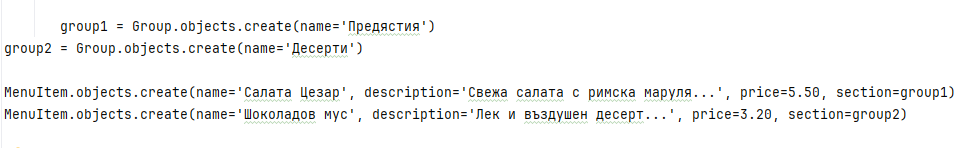 group1 = Group.objects.create(name='Предястия')
group2 = Group.objects.create(name='Десерти')
MenuItem.objects.create(name='Салата Цезар', description='Свежа салата с римска маруля...', price=5.50, section=group1)
MenuItem.objects.create(name='Шоколадов мус', description='Лек и въздушен десерт...', price=3.20, section=group2)